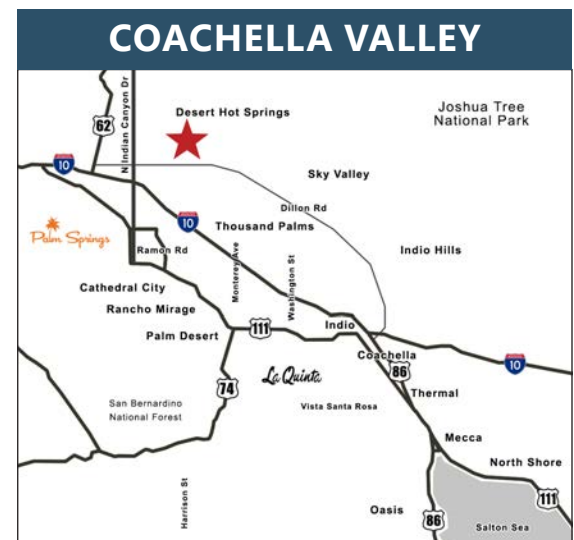 COACHELLA VALLEY
N Indian Canyon Dr
Desert Hot Springs
Joshua Tree
National Park
62
10
Sky Valley
Dillon Rd
10
Thousand Palms
Palm Springs
Ramon Rd
Monterey Ave
Washington St
Indio Hills
Cathedral City
Rancho Mirage
Palm Desert
111
Indio
Coachella
10
74
La Quinta
86
Thermal
San Bernardino
National Forest
Vista Santa Rosa
Mecca
North Shore
Harrison St
Oasis
86
111
Salton Sea